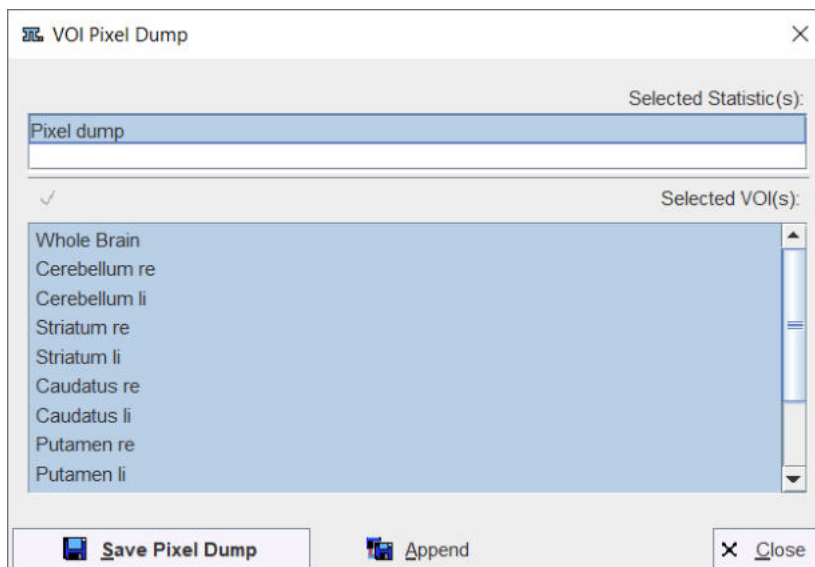 VOI Pixel Dump
Selected Statistic(s):
Pixel dump
Selected VOI(s):
Whole Brain
Cerebellum re
Cerebellum li
Striatum re
Striatum li
Caudatus re
Caudatus li
Putamen re
Putamen li
Save Pixel Dump Append Close